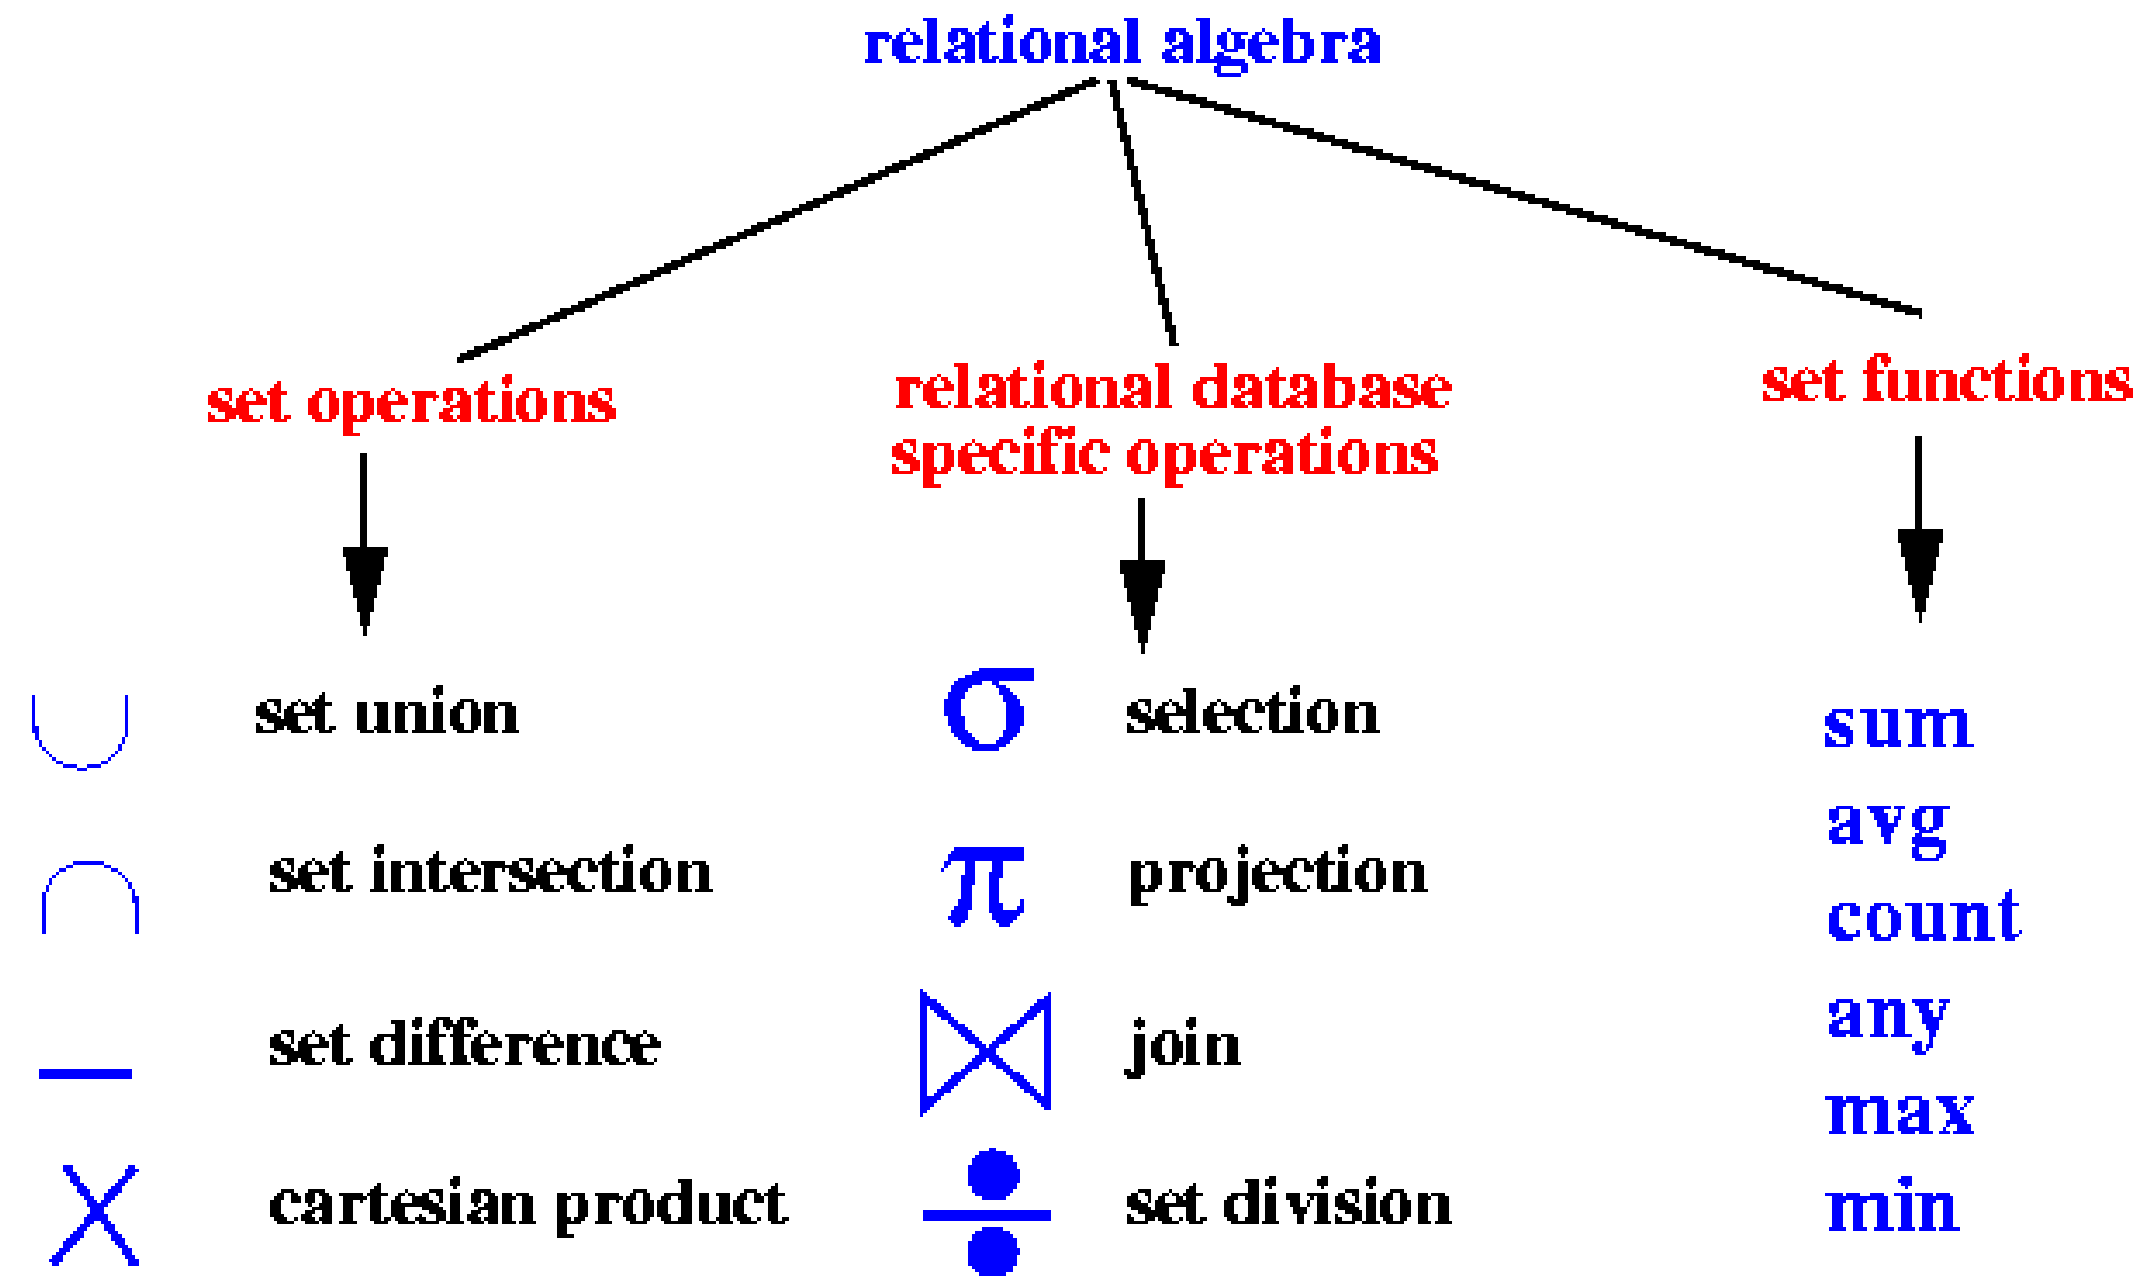 relational algebra
set operations
relational database
specific operations
set functions
∪ set union
∩ set intersection
— set difference
× cartesian product
σ selection
π projection
⋈ join
÷ set division
sum
avg
count
any
max
min